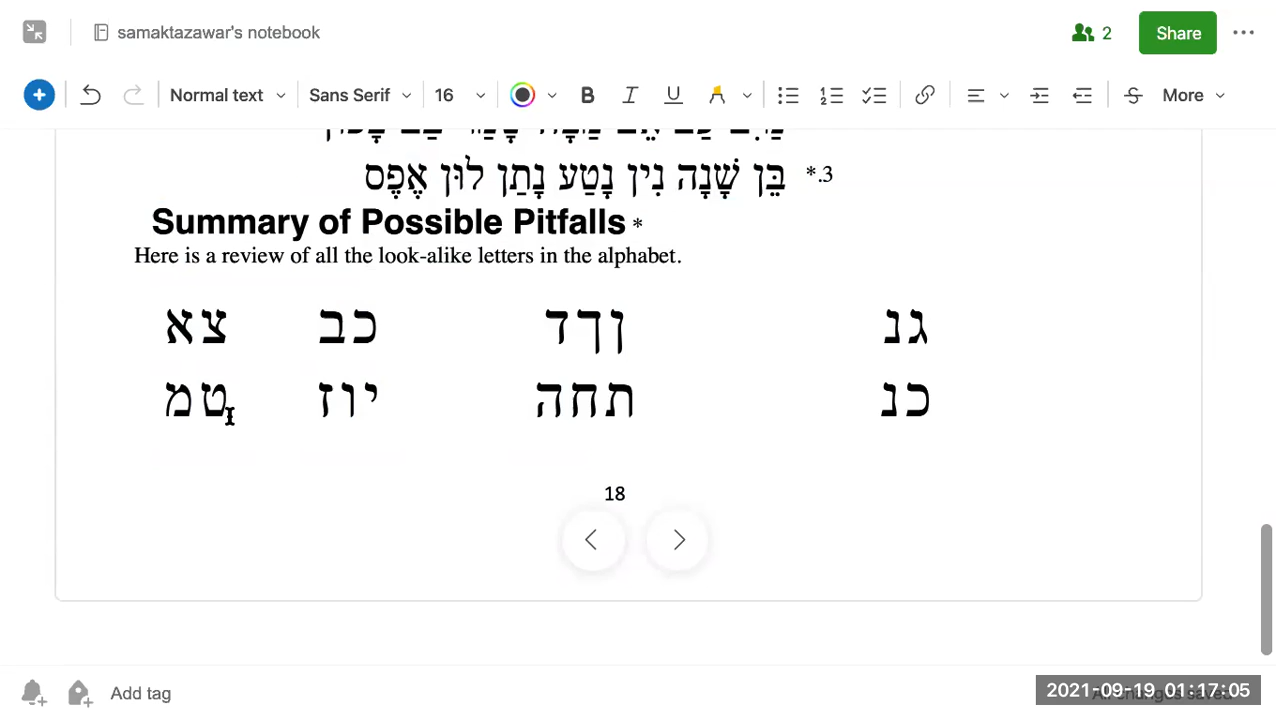 samaktazawar's notebook
2
Share
Normal text
Sans Serif
16
B
I
U
More
3.* בֵּן שָׁנָה נִין נָטַע נָתַן לוּן אֶפֶס
Summary of Possible Pitfalls *
Here is a review of all the look-alike letters in the alphabet.
גנ ןךד כב צא
כנ תחה יוז טמ
18
Add tag
2021-09-19 01:17:05